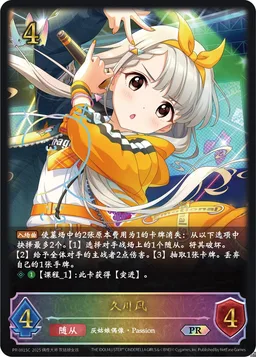 4
入场曲 使墓场中的2张原本费用为1的卡牌消失:从以下选项中
抉择最多2个。【1】选择对手战场上的1个随从。将其破坏。
【2】给予全体对手的主战者2点伤害。【3】抽取1张卡牌。丢弃
自己的1张手牌。
【课程_1】:此卡获得【突进】。
4
久川凪
4
随从
灰姑娘偶像・Passion
PR